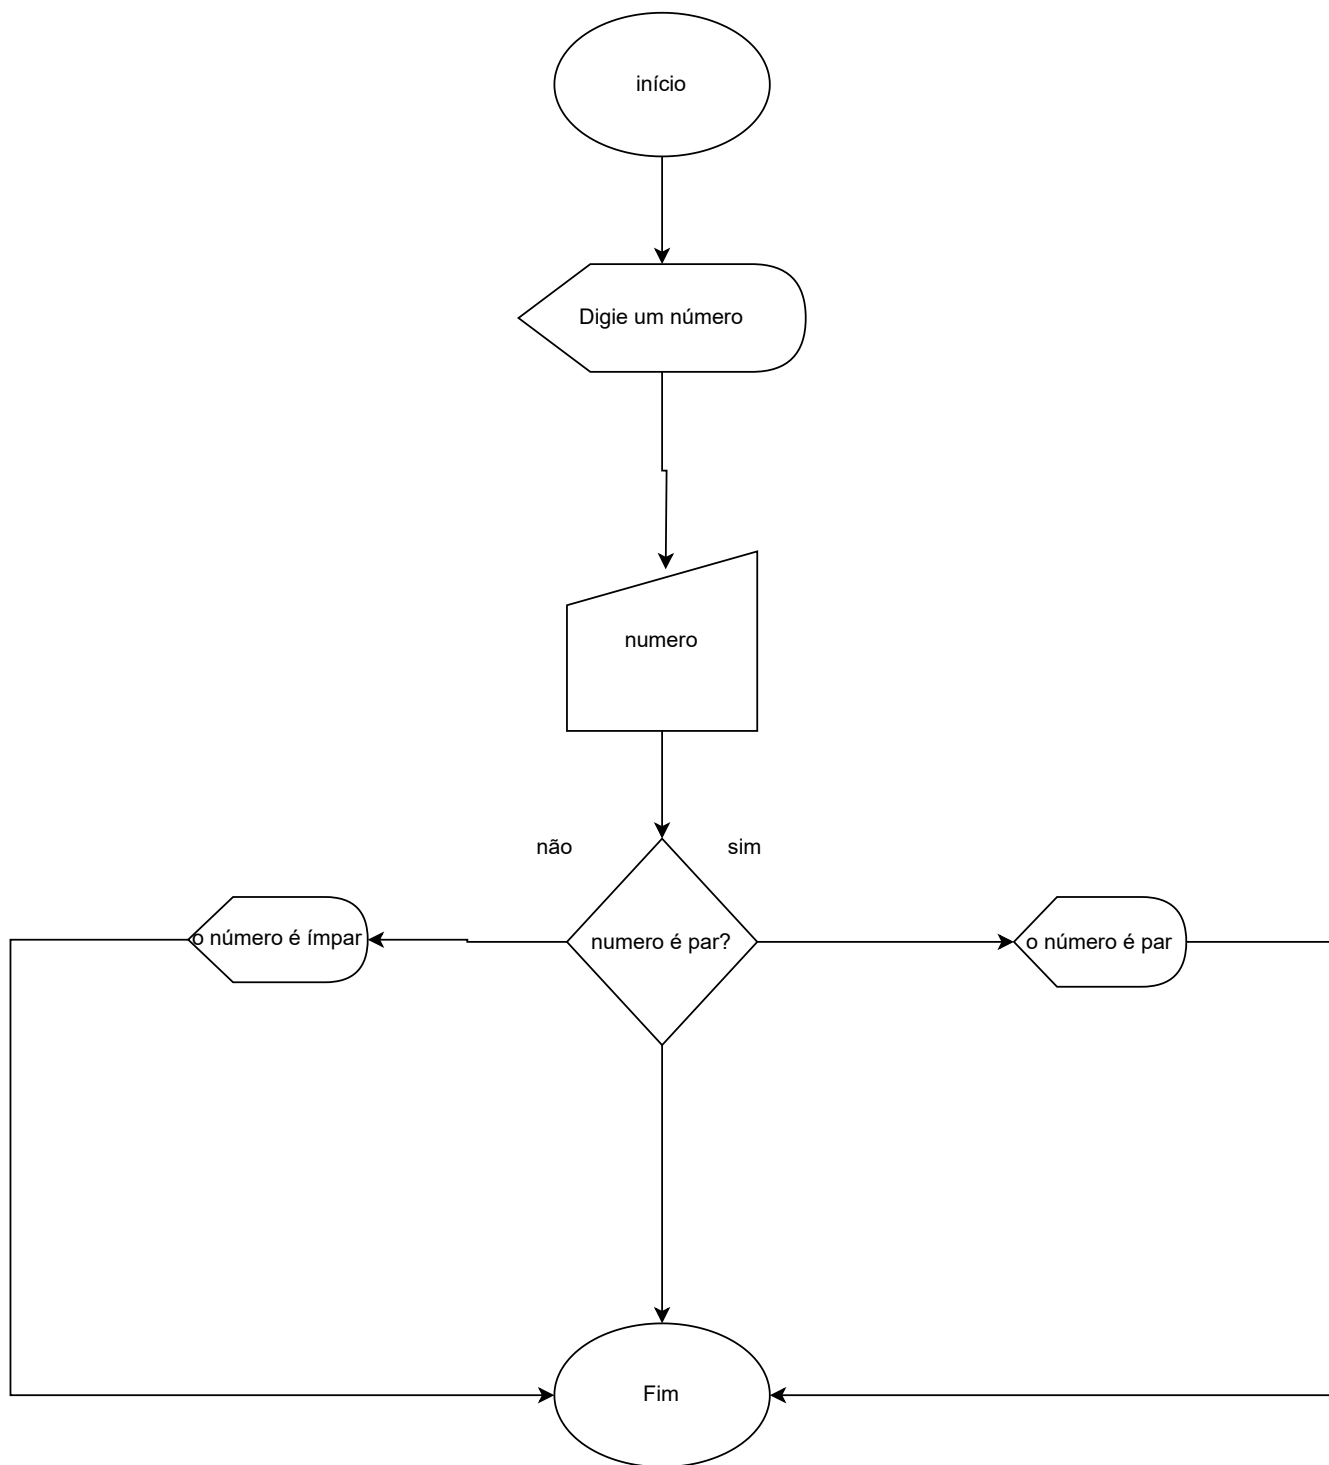 início
Digie um número
numero
não
sim
o número é ímpar
numero é par?
o número é par
Fim